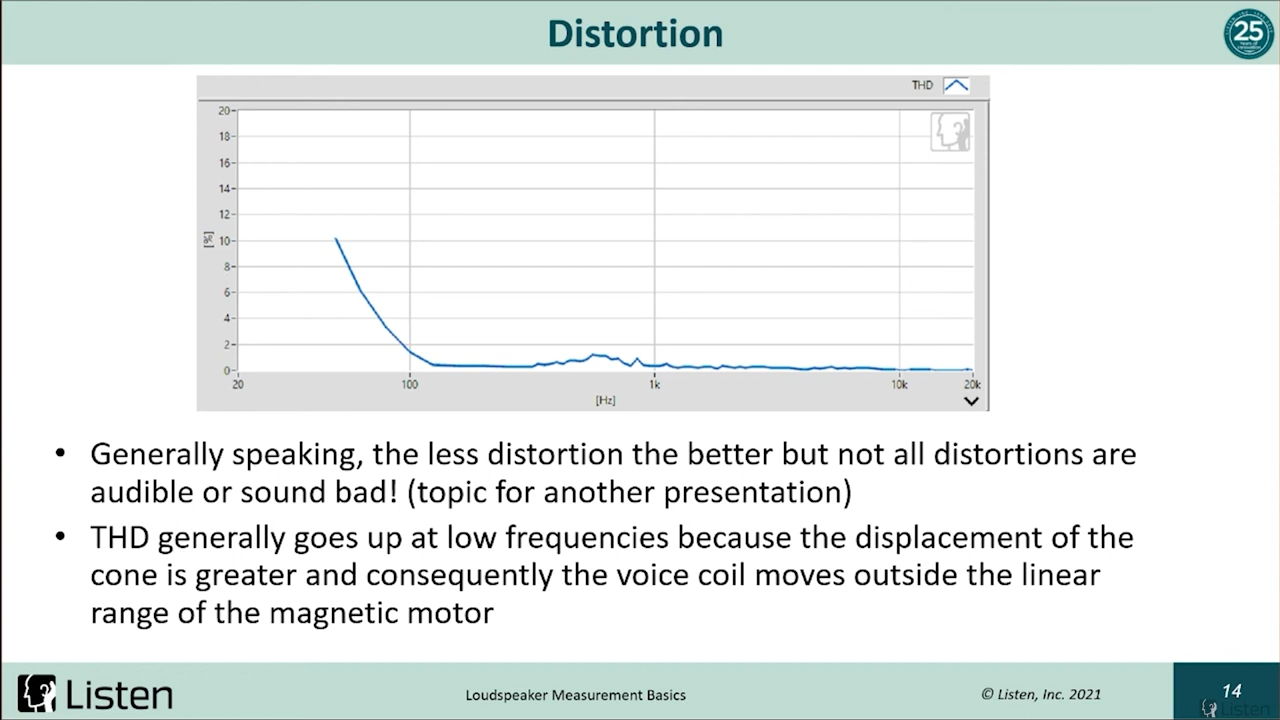 Distortion
25
THD
20
18
16
14
12
10
8
6
4
2
0
[%]
20
100
1k
10k
20k
[Hz]
• Generally speaking, the less distortion the better but not all distortions are
audible or sound bad! (topic for another presentation)
• THD generally goes up at low frequencies because the displacement of the
cone is greater and consequently the voice coil moves outside the linear
range of the magnetic motor
Listen
Loudspeaker Measurement Basics
© Listen, Inc. 2021
14
Listen